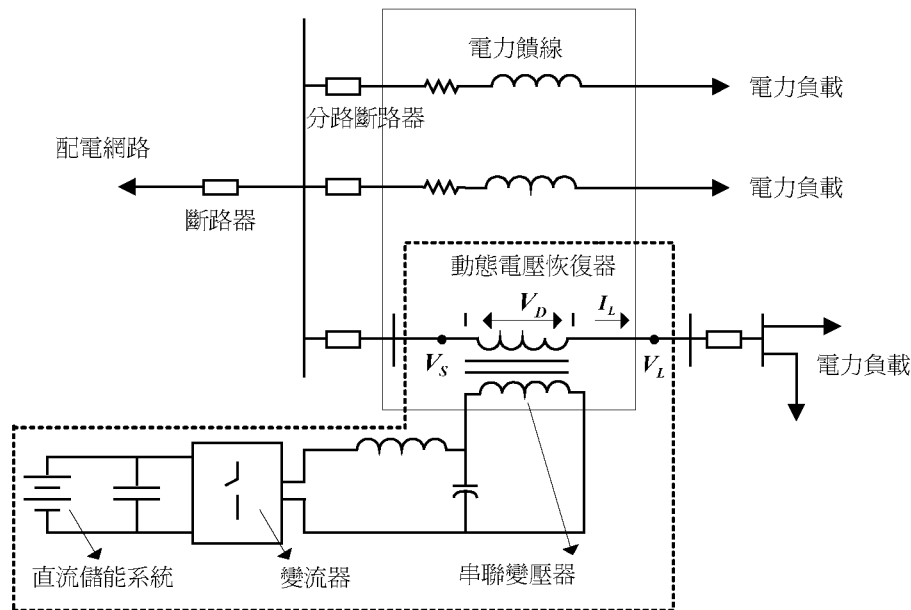 電力饋線
電力負載
分路斷路器
配電網路
電力負載
斷路器
動態電壓恢復器
V_D
I_L
V_S
V_L
電力負載
直流儲能系統
變流器
串聯變壓器